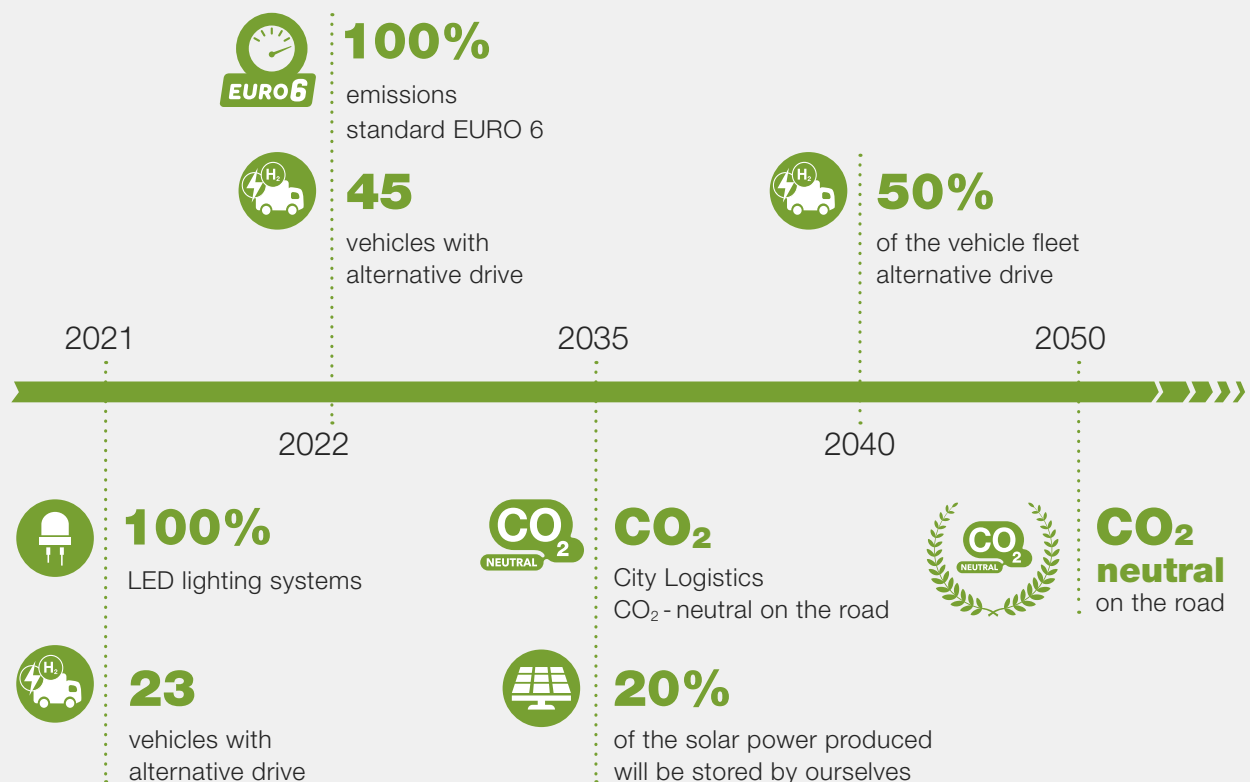 EURO6
100%
emissions
standard EURO 6
H₂
45
vehicles with
alternative drive
H₂
50%
of the vehicle fleet
alternative drive
2021
2035
2050
2022
2040
100%
LED lighting systems
H₂
23
vehicles with
alternative drive
CO₂
NEUTRAL
CO₂
City Logistics
CO₂ - neutral on the road
20%
of the solar power produced
will be stored by ourselves
CO₂
NEUTRAL
CO₂
neutral
on the road